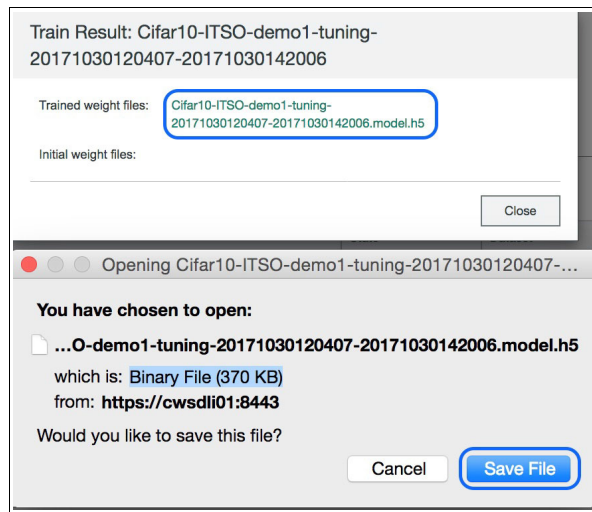 Train Result: Cifar10-ITSO-demo1-tuning-
20171030120407-20171030142006
Trained weight files:
Cifar10-ITSO-demo1-tuning-
20171030120407-20171030142006.model.h5
Initial weight files:
Close
Opening Cifar10-ITSO-demo1-tuning-20171030120407-...
You have chosen to open:
...O-demo1-tuning-20171030120407-20171030142006.model.h5
which is: Binary File (370 KB)
from: https://cwsdli01:8443
Would you like to save this file?
Cancel
Save File